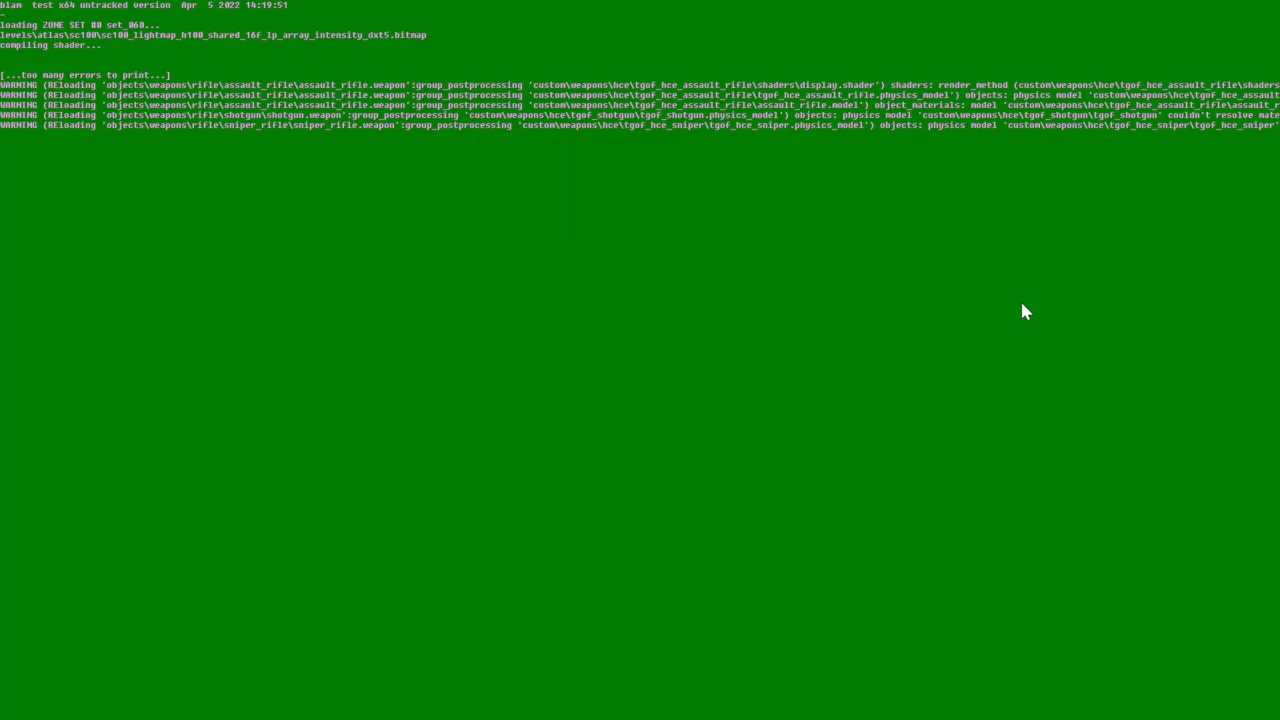 blam  test x64 untracked version  Apr  5 2022 14:19:51
-
loading ZONE SET #0 set_060...
levels\atlas\sc100\sc100_lightmap_h100_shared_16f_lp_array_intensity_dxt5.bitmap
compiling shader...
[...too many errors to print...]
WARNING (REloading 'objects\weapons\rifle\assault_rifle\assault_rifle.weapon':group_postprocessing 'custom\weapons\hce\tgof_hce_assault_rifle\shaders\display.shader') shaders: render_method (custom\weapons\hce\tgof_hce_assault_rifle\shaders
WARNING (REloading 'objects\weapons\rifle\assault_rifle\assault_rifle.weapon':group_postprocessing 'custom\weapons\hce\tgof_hce_assault_rifle\tgof_hce_assault_rifle.physics_model') objects: physics model 'custom\weapons\hce\tgof_hce_assault
WARNING (REloading 'objects\weapons\rifle\assault_rifle\assault_rifle.weapon':group_postprocessing 'custom\weapons\hce\tgof_hce_assault_rifle\assault_rifle.model') object_materials: model 'custom\weapons\hce\tgof_hce_assault_rifle\assault_r
WARNING (REloading 'objects\weapons\rifle\shotgun\shotgun.weapon':group_postprocessing 'custom\weapons\hce\tgof_shotgun\tgof_shotgun.physics_model') objects: physics model 'custom\weapons\hce\tgof_shotgun\tgof_shotgun' couldn't resolve mate
WARNING (REloading 'objects\weapons\rifle\sniper_rifle\sniper_rifle.weapon':group_postprocessing 'custom\weapons\hce\tgof_hce_sniper\tgof_hce_sniper.physics_model') objects: physics model 'custom\weapons\hce\tgof_hce_sniper\tgof_hce_sniper'